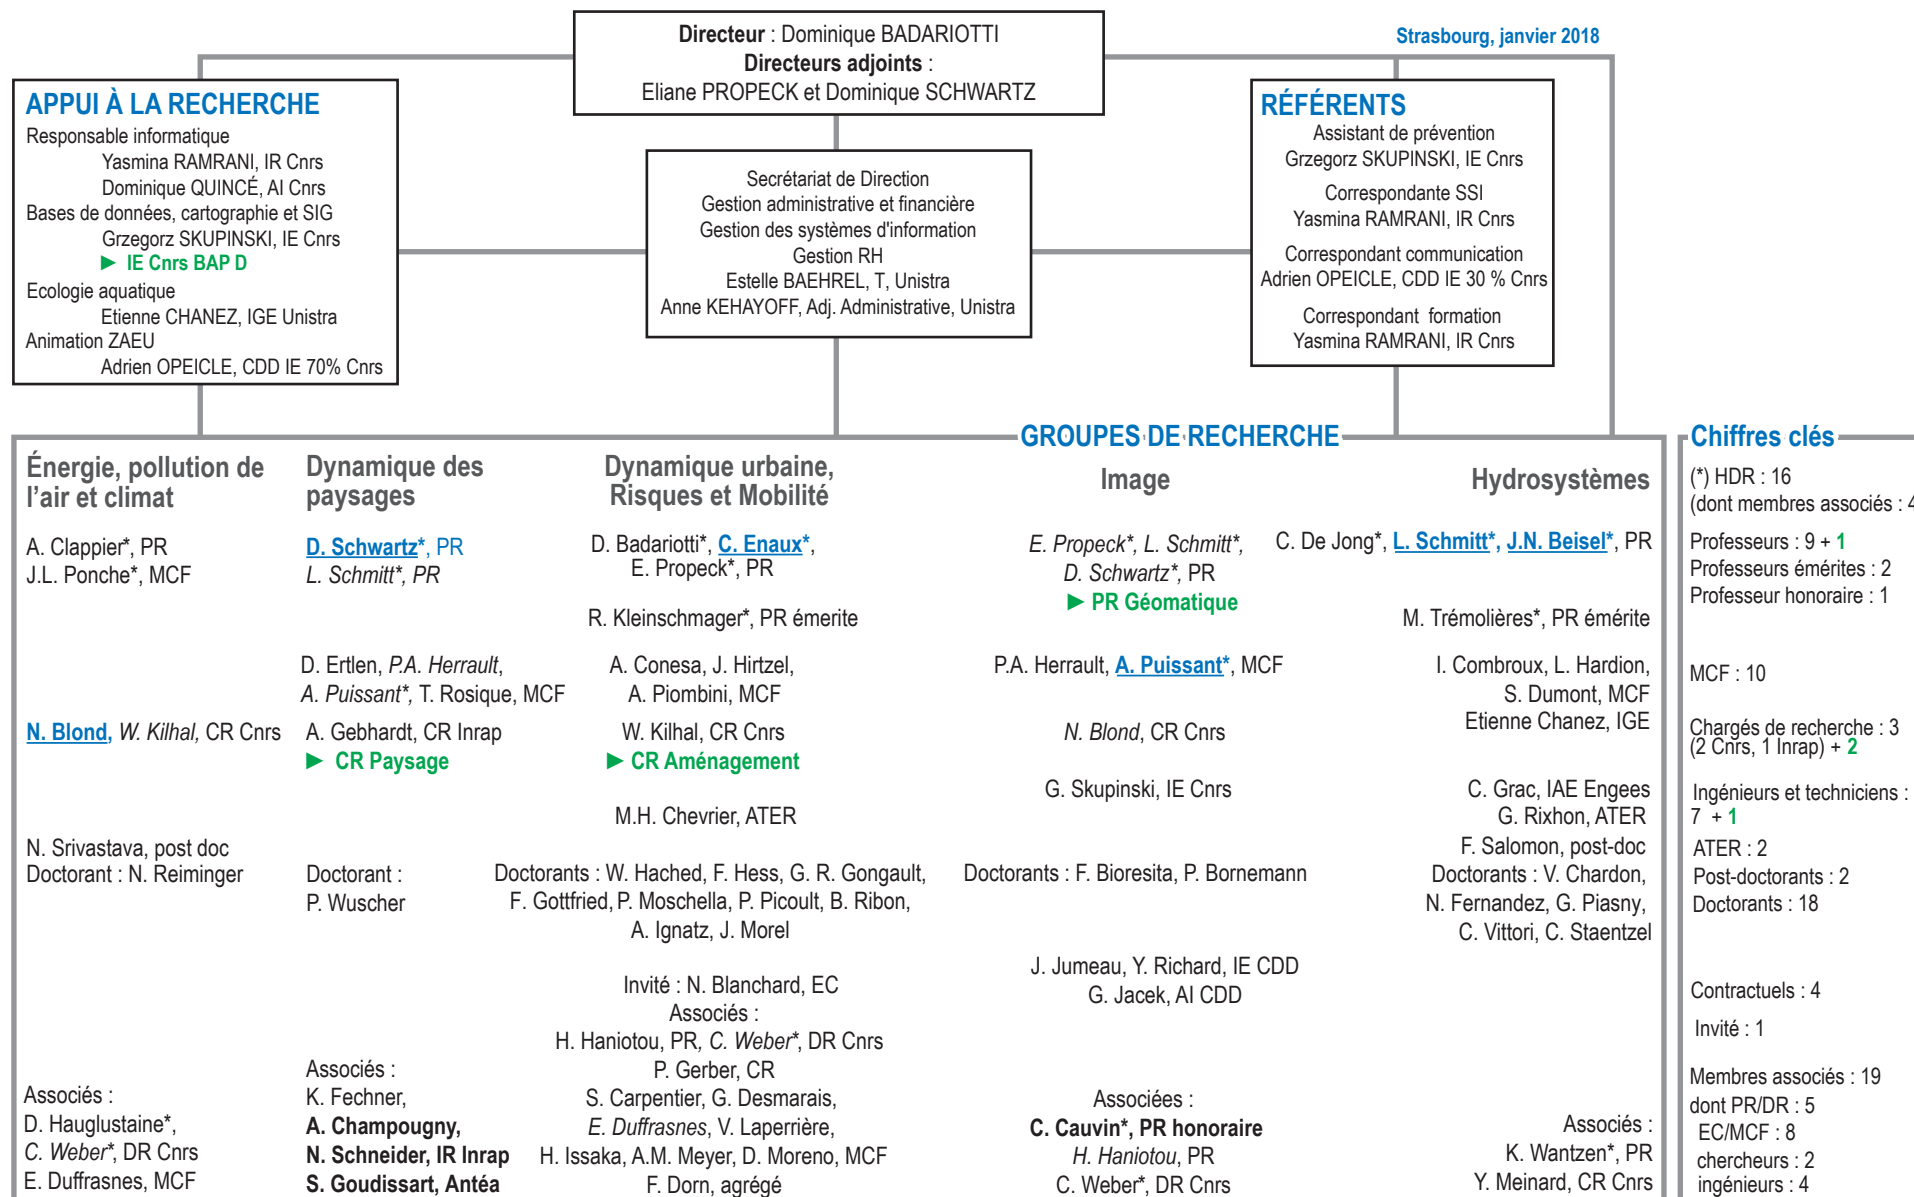 Directeur : Dominique BADARIOTTI
Directeurs adjoints :
Eliane PROPECK et Dominique SCHWARTZ
Strasbourg, janvier 2018
APPUI À LA RECHERCHE
Responsable informatique
Yasmina RAMRANI, IR Cnrs
Dominique QUINCÉ, AI Cnrs
Bases de données, cartographie et SIG
Grzegorz SKUPINSKI, IE Cnrs
► IE Cnrs BAP D
Ecologie aquatique
Etienne CHANEZ, IGE Unistra
Animation ZAEU
Adrien OPEICLE, CDD IE 70% Cnrs
Secrétariat de Direction
Gestion administrative et financière
Gestion des systèmes d'information
Gestion RH
Estelle BAEHREL, T, Unistra
Anne KEHAYOFF, Adj. Administrative, Unistra
RÉFÉRENTS
Assistant de prévention
Grzegorz SKUPINSKI, IE Cnrs
Correspondante SSI
Yasmina RAMRANI, IR Cnrs
Correspondant communication
Adrien OPEICLE, CDD IE 30 % Cnrs
Correspondant formation
Yasmina RAMRANI, IR Cnrs
GROUPES DE RECHERCHE
Énergie, pollution de
l'air et climat
A. Clappier*, PR
J.L. Ponche*, MCF
N. Blond, W. Kilhal, CR Cnrs
N. Srivastava, post doc
Doctorant : N. Reiminger
Associés :
D. Hauglustaine*,
C. Weber*, DR Cnrs
E. Duffrasnes, MCF
Dynamique des
paysages
D. Schwartz*, PR
L. Schmitt*, PR
D. Ertlen, P.A. Herrault,
A. Puissant*, T. Rosique, MCF
A. Gebhardt, CR Inrap
► CR Paysage
Doctorant :
P. Wuscher
Associés :
K. Fechner,
A. Champougny,
N. Schneider, IR Inrap
S. Goudissart, Antéa
Dynamique urbaine,
Risques et Mobilité
D. Badariotti*, C. Enaux*,
E. Propeck*, PR
R. Kleinschmager*, PR émerite
A. Conesa, J. Hirtzel,
A. Piombini, MCF
W. Kilhal, CR Cnrs
► CR Aménagement
M.H. Chevrier, ATER
Doctorants : W. Hached, F. Hess, G. R. Gongault,
F. Gottfried, P. Moschella, P. Picoult, B. Ribon,
A. Ignatz, J. Morel
Invité : N. Blanchard, EC
Associés :
H. Haniotou, PR, C. Weber*, DR Cnrs
P. Gerber, CR
S. Carpentier, G. Desmarais,
E. Duffrasnes, V. Laperrière,
H. Issaka, A.M. Meyer, D. Moreno, MCF
F. Dorn, agrégé
Image
E. Propeck*, L. Schmitt*,
D. Schwartz*, PR
► PR Géomatique
P.A. Herrault, A. Puissant*, MCF
N. Blond, CR Cnrs
G. Skupinski, IE Cnrs
Doctorants : F. Bioresita, P. Bornemann
J. Jumeau, Y. Richard, IE CDD
G. Jacek, AI CDD
Associées :
C. Cauvin*, PR honoraire
H. Haniotou, PR
C. Weber*, DR Cnrs
Hydrosystèmes
C. De Jong*, L. Schmitt*, J.N. Beisel*, PR
M. Trémolières*, PR émérite
I. Combroux, L. Hardion,
S. Dumont, MCF
Etienne Chanez, IGE
C. Grac, IAE Engees
G. Rixhon, ATER
F. Salomon, post-doc
Doctorants : V. Chardon,
N. Fernandez, G. Piasny,
C. Vittori, C. Staentzel
Associés :
K. Wantzen*, PR
Y. Meinard, CR Cnrs
Chiffres clés
(*) HDR : 16
(dont membres associés : 4
Professeurs : 9 + 1
Professeurs émérites : 2
Professeur honoraire : 1
MCF : 10
Chargés de recherche : 3
(2 Cnrs, 1 Inrap) + 2
Ingénieurs et techniciens :
7 + 1
ATER : 2
Post-doctorants : 2
Doctorants : 18
Contractuels : 4
Invité : 1
Membres associés : 19
dont PR/DR : 5
EC/MCF : 8
chercheurs : 2
ingénieurs : 4